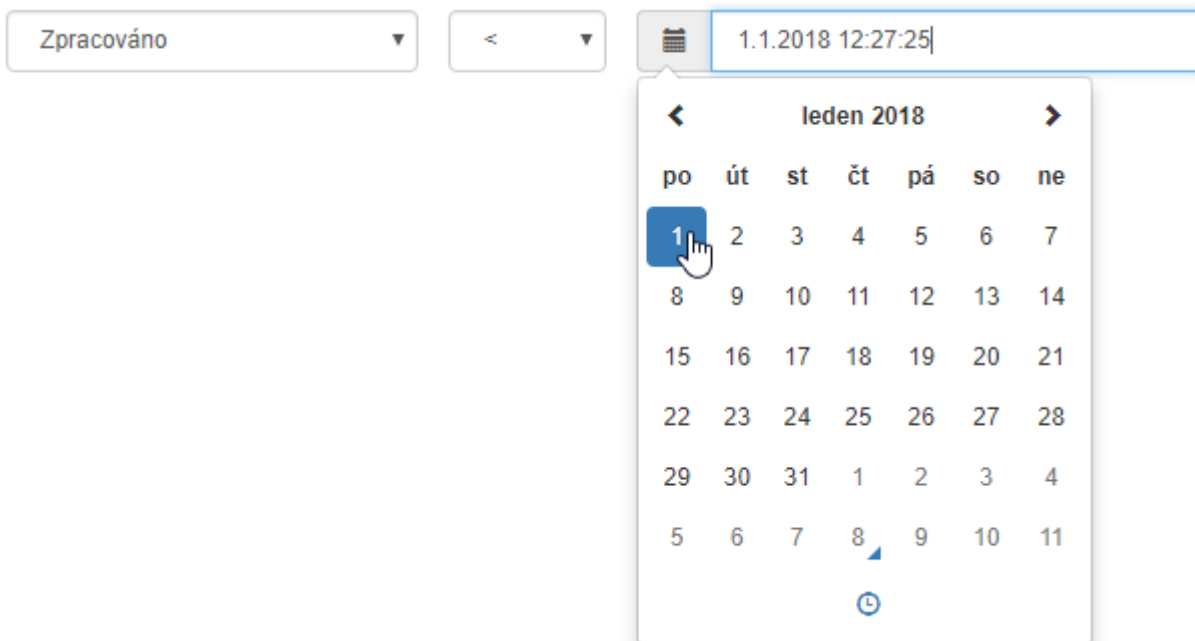 Zpracováno < 1.1.2018 12:27:25
leden 2018
po út st čt pá so ne
1 2 3 4 5 6 7
8 9 10 11 12 13 14
15 16 17 18 19 20 21
22 23 24 25 26 27 28
29 30 31 1 2 3 4
5 6 7 8 9 10 11